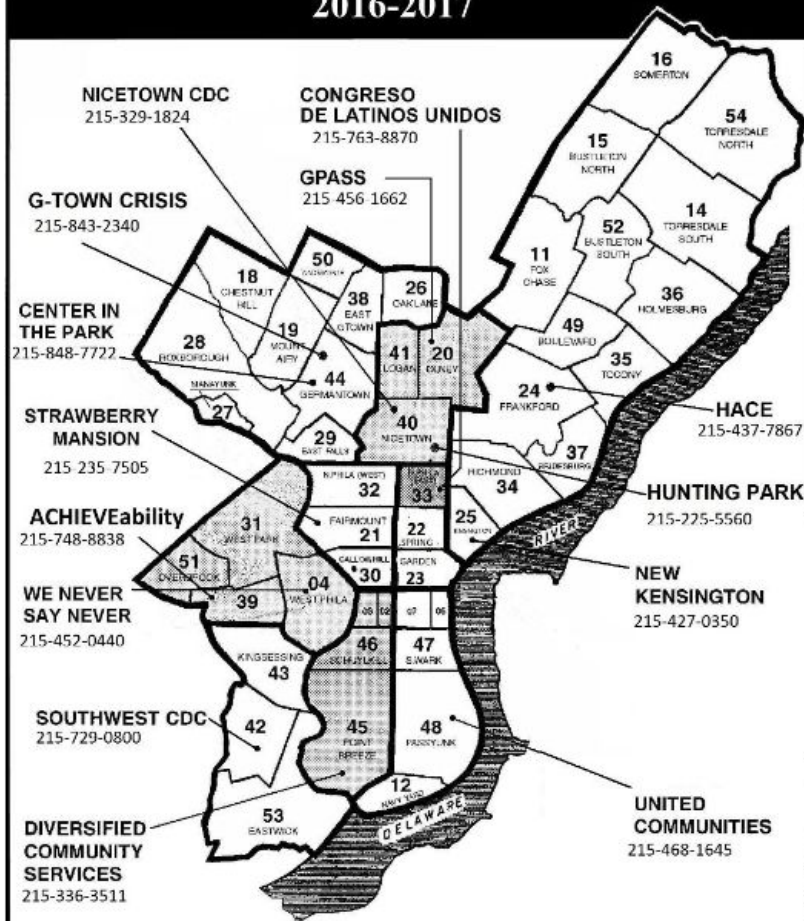 2016-2017
NICETOWN CDC
215-329-1824
CONGRESO
DE LATINOS UNIDOS
215-763-8870
G-TOWN CRISIS
215-843-2340
GPASS
215-456-1662
CENTER IN
THE PARK
215-848-7722
STRAWBERRY
MANSION
215-235-7505
ACHIEVEability
215-748-8838
WE NEVER
SAY NEVER
215-452-0440
SOUTHWEST CDC
215-729-0800
DIVERSIFIED
COMMUNITY
SERVICES
215-336-3511
HACE
215-437-7867
HUNTING PARK
215-225-5560
NEW
KENSINGTON
215-427-0350
UNITED
COMMUNITIES
215-468-1645
16
SOMERTON
54
TORRESDALE
NORTH
15
BUSTLETON
NORTH
14
TORRESDALE
SOUTH
52
BUSTLETON
SOUTH
11
FOX
CHASE
36
HOLMESBURG
49
BOULEVARD
35
TOCONY
24
FRANKFORD
37
BRIDESBURG
RICHMOND
34
50
18
CHESTNUT
HILL
38
EAST
GTOWN
26
OAKLANE
19
MOUNT
AIRY
28
ROXBOROUGH
41
LOGAN
20
OLNEY
44
GERMANTOWN
MANAYUNK
27
29
EAST FALLS
40
NICETOWN
N.PHILA (WEST)
32
33
25
KENSINGTON
31
WEST PARK
FAIRMOUNT
21
22
SPRING
51
OVERBROOK
CALLOWHILL
30
GARDEN
23
04
WEST PHILA
39
02
07
06
46
SCHUYLKILL
47
S.WARK
KINGSESSING
43
42
45
POINT
BREEZE
48
PASSYUNK
12
NAVY YARD
53
EASTWICK
DELAWARE
RIVER